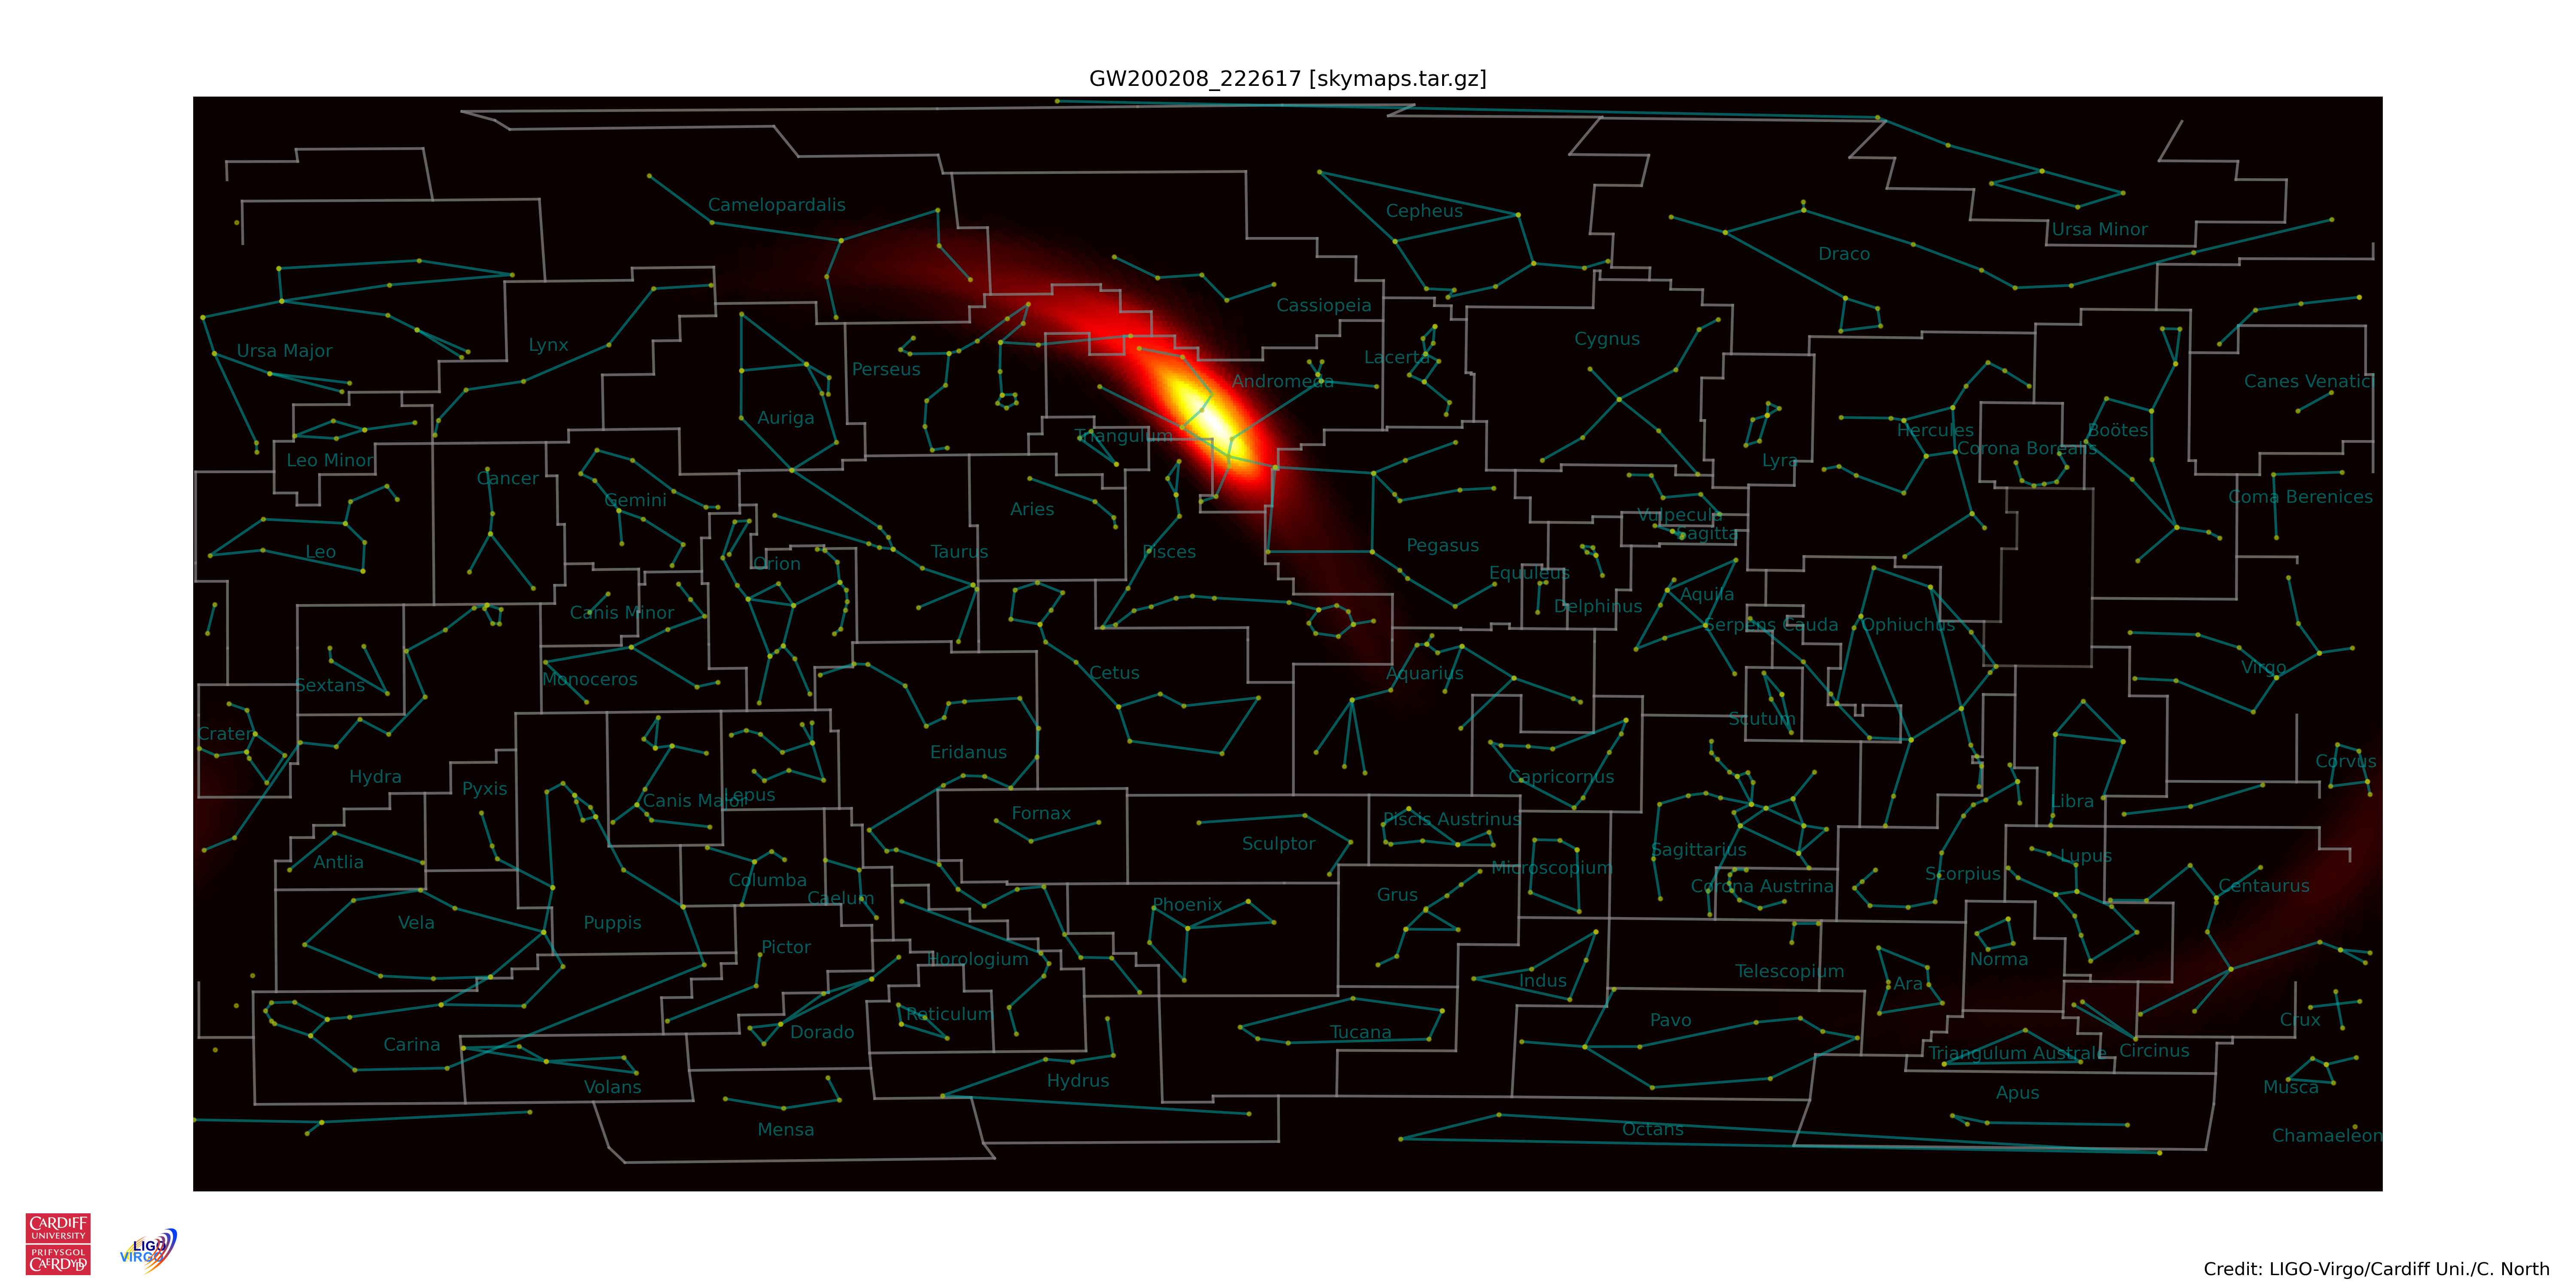 GW200208_222617 [skymaps.tar.gz]
Camelopardalis
Cepheus
Ursa Minor
Draco
Cassiopeia
Ursa Major
Lynx
Perseus
Andromeda
Lacerta
Cygnus
Canes Venatici
Auriga
Triangulum
Hercules
Boötes
Corona Borealis
Leo Minor
Lyra
Cancer
Gemini
Aries
Coma Berenices
Vulpecula
Sagitta
Leo
Orion
Taurus
Pisces
Pegasus
Equuleus
Canis Minor
Delphinus
Aquila
Serpens Cauda
Ophiuchus
Sextans
Monoceros
Cetus
Aquarius
Virgo
Crater
Scutum
Eridanus
Hydra
Capricornus
Corvus
Pyxis
Canis Major
Lepus
Fornax
Piscis Austrinus
Libra
Antlia
Sculptor
Sagittarius
Lupus
Microscopium
Columba
Caelum
Grus
Corona Austrina
Scorpius
Centaurus
Vela
Puppis
Phoenix
Pictor
Horologium
Indus
Telescopium
Norma
Ara
Reticulum
Carina
Dorado
Tucana
Pavo
Crux
Triangulum Australe
Circinus
Volans
Hydrus
Apus
Musca
Mensa
Octans
Chamaeleon
CARDIFF
UNIVERSITY
PRIFYSGOL
CAERDYDD
LIGO
VIRGO
Credit: LIGO-Virgo/Cardiff Uni./C. North